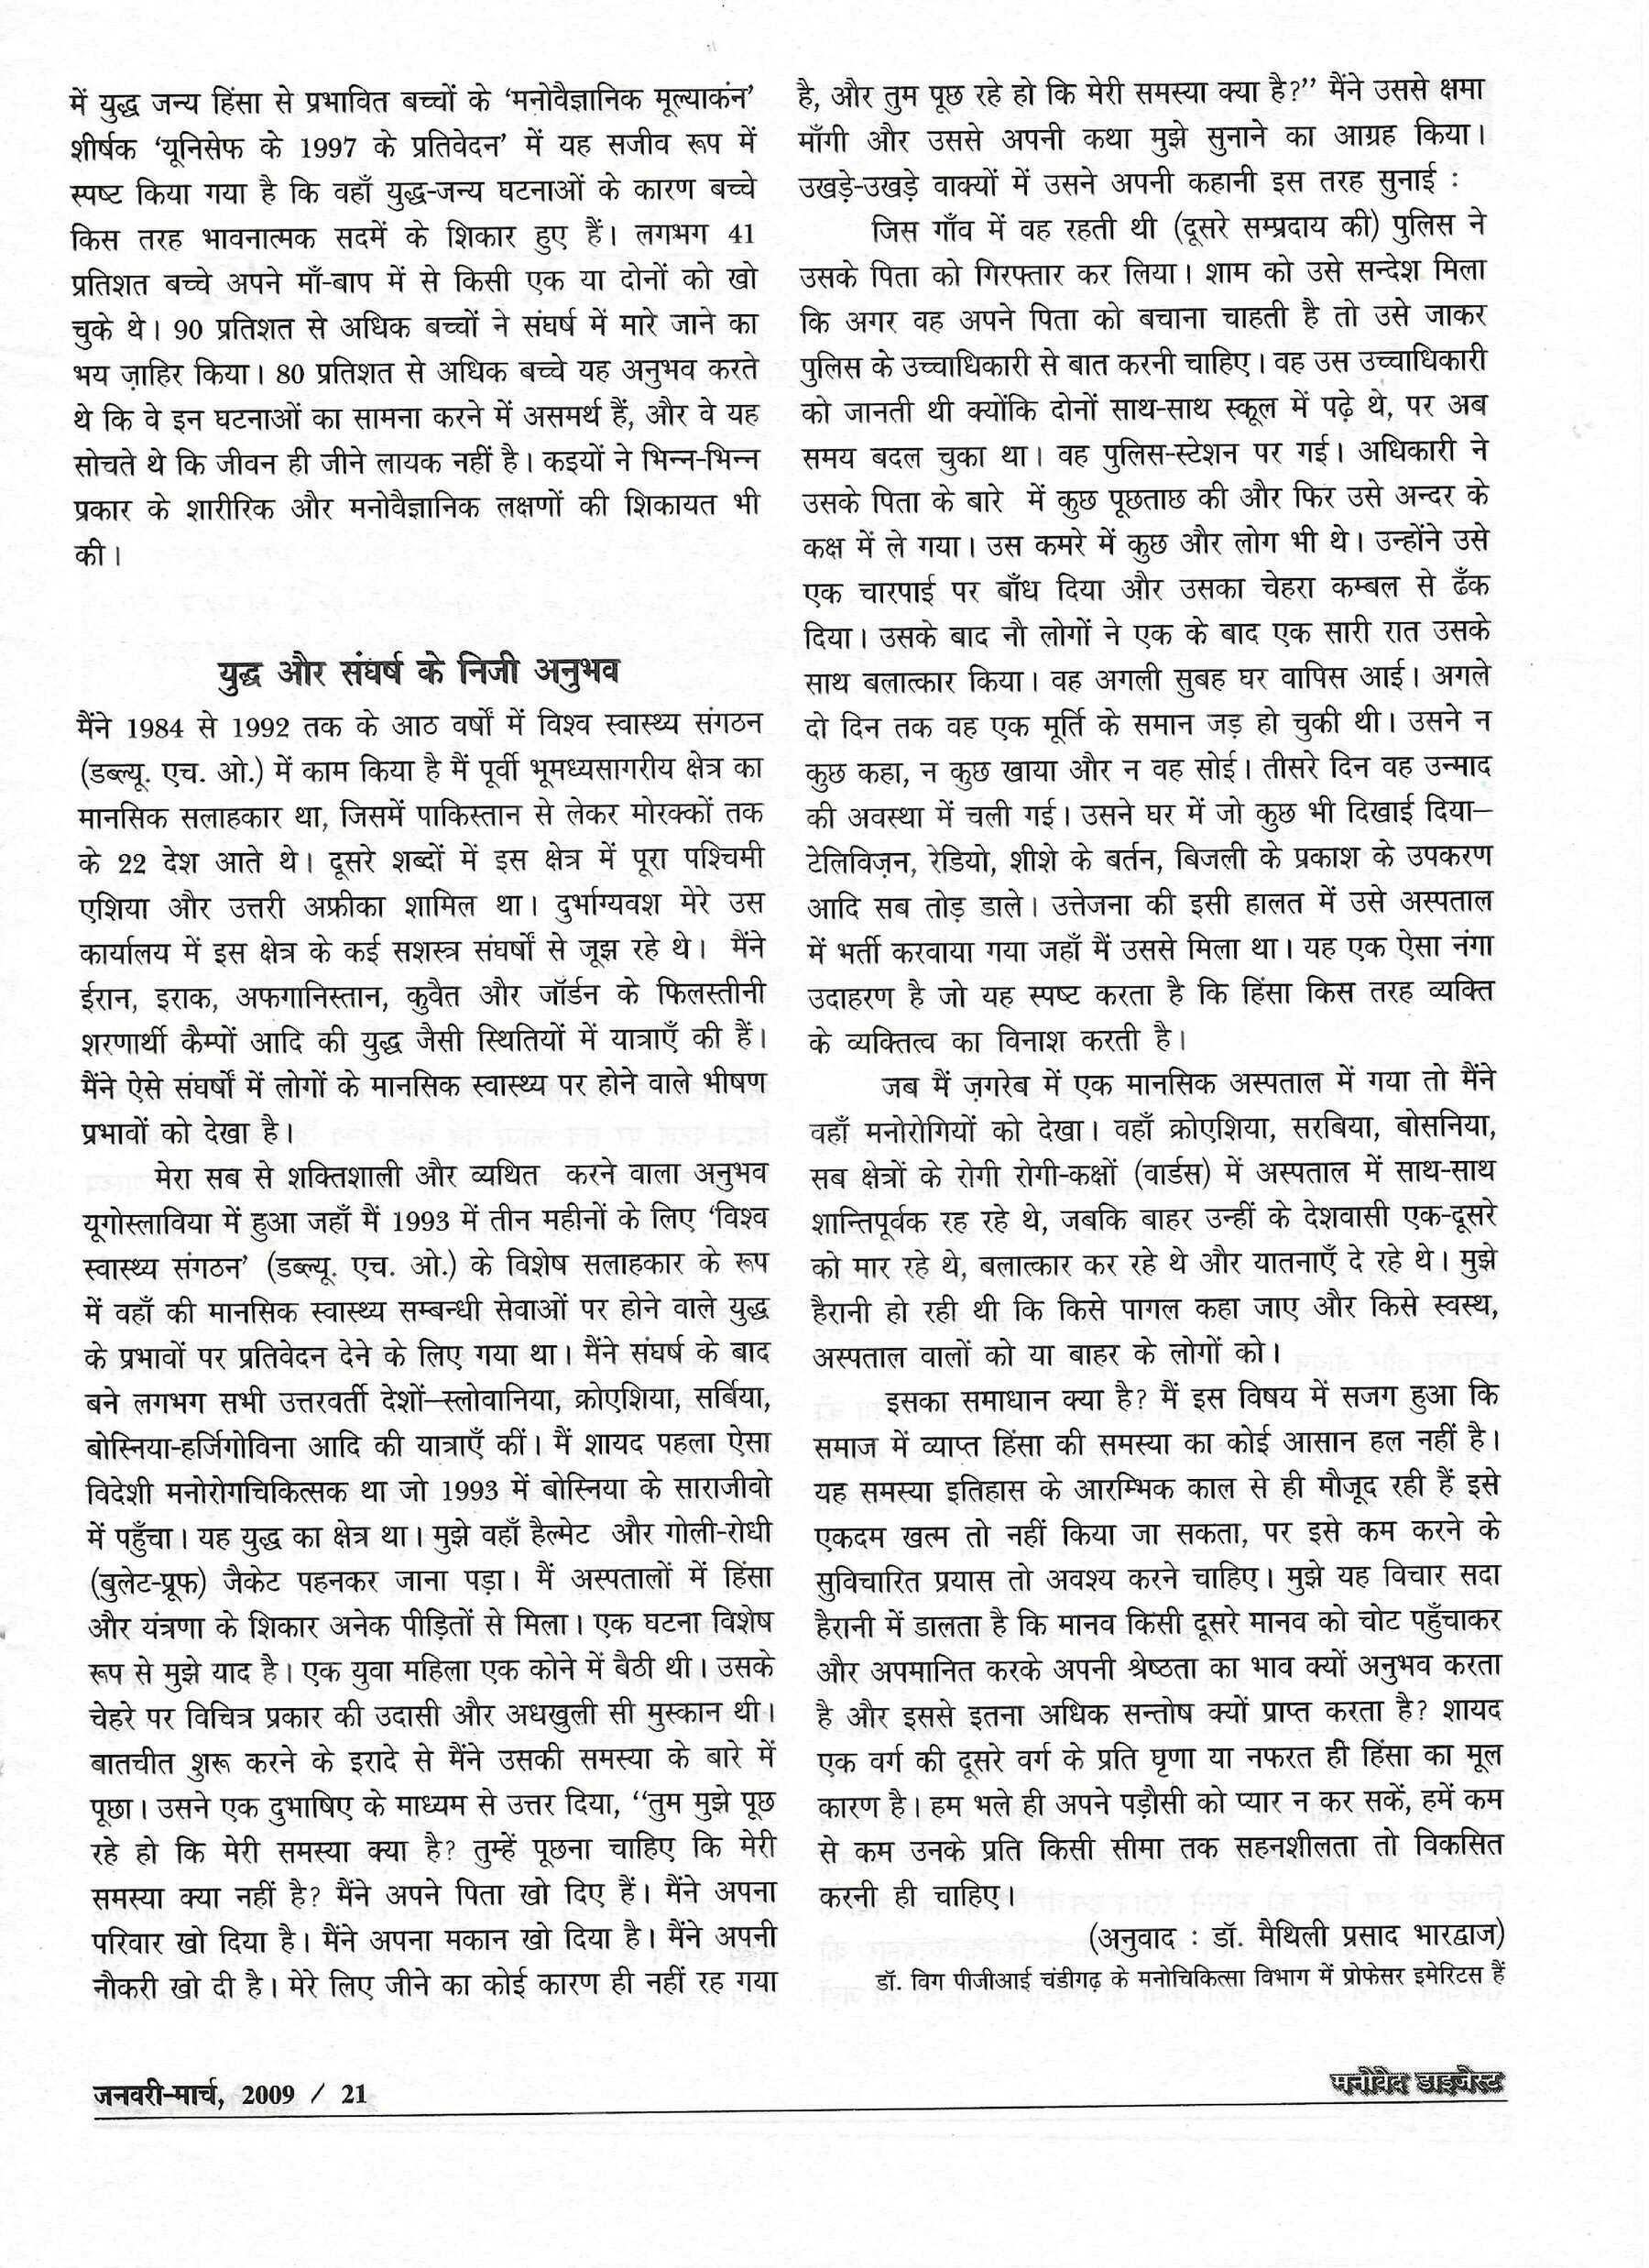 में युद्ध जन्य हिंसा से प्रभावित बच्चों के ‘मनोवैज्ञानिक मूल्याकंन’
शीर्षक ‘यूनिसेफ के 1997 के प्रतिवेदन’ में यह सजीव रूप में
स्पष्ट किया गया है कि वहाँ युद्ध-जन्य घटनाओं के कारण बच्चे
किस तरह भावनात्मक सदमें के शिकार हुए हैं। लगभग 41
प्रतिशत बच्चे अपने माँ-बाप में से किसी एक या दोनों को खो
चुके थे। 90 प्रतिशत से अधिक बच्चों ने संघर्ष में मारे जाने का
भय ज़ाहिर किया। 80 प्रतिशत से अधिक बच्चे यह अनुभव करते
थे कि वे इन घटनाओं का सामना करने में असमर्थ हैं, और वे यह
सोचते थे कि जीवन ही जीने लायक नहीं है। कइयों ने भिन्न-भिन्न
प्रकार के शारीरिक और मनोवैज्ञानिक लक्षणों की शिकायत भी
की।
युद्ध और संघर्ष के निजी अनुभव
मैंने 1984 से 1992 तक के आठ वर्षों में विश्व स्वास्थ्य संगठन
(डब्ल्यू. एच. ओ.) में काम किया है मैं पूर्वी भूमध्यसागरीय क्षेत्र का
मानसिक सलाहकार था, जिसमें पाकिस्तान से लेकर मोरक्कों तक
के 22 देश आते थे। दूसरे शब्दों में इस क्षेत्र में पूरा पश्चिमी
एशिया और उत्तरी अफ्रीका शामिल था। दुर्भाग्यवश मेरे उस
कार्यालय में इस क्षेत्र के कई सशस्त्र संघर्षों से जूझ रहे थे। मैंने
ईरान, इराक, अफगानिस्तान, कुवैत और जॉर्डन के फिलस्तीनी
शरणार्थी कैम्पों आदि की युद्ध जैसी स्थितियों में यात्राएँ की हैं।
मैंने ऐसे संघर्षों में लोगों के मानसिक स्वास्थ्य पर होने वाले भीषण
प्रभावों को देखा है।
मेरा सब से शक्तिशाली और व्यथित करने वाला अनुभव
यूगोस्लाविया में हुआ जहाँ मैं 1993 में तीन महीनों के लिए ‘विश्व
स्वास्थ्य संगठन’ (डब्ल्यू. एच. ओ.) के विशेष सलाहकार के रूप
में वहाँ की मानसिक स्वास्थ्य सम्बन्धी सेवाओं पर होने वाले युद्ध
के प्रभावों पर प्रतिवेदन देने के लिए गया था। मैंने संघर्ष के बाद
बने लगभग सभी उत्तरवर्ती देशों—स्लोवानिया, क्रोएशिया, सर्बिया,
बोस्निया-हर्जिगोविना आदि की यात्राएँ कीं। मैं शायद पहला ऐसा
विदेशी मनोरोगचिकित्सक था जो 1993 में बोस्निया के साराजीवो
में पहुँचा। यह युद्ध का क्षेत्र था। मुझे वहाँ हैल्मेट और गोली-रोधी
(बुलेट-प्रूफ) जैकेट पहनकर जाना पड़ा। मैं अस्पतालों में हिंसा
और यंत्रणा के शिकार अनेक पीड़ितों से मिला। एक घटना विशेष
रूप से मुझे याद है। एक युवा महिला एक कोने में बैठी थी। उसके
चेहरे पर विचित्र प्रकार की उदासी और अधखुली सी मुस्कान थी।
बातचीत शुरू करने के इरादे से मैंने उसकी समस्या के बारे में
पूछा। उसने एक दुभाषिए के माध्यम से उत्तर दिया, ‘‘तुम मुझे पूछ
रहे हो कि मेरी समस्या क्या है? तुम्हें पूछना चाहिए कि मेरी
समस्या क्या नहीं है? मैंने अपने पिता खो दिए हैं। मैंने अपना
परिवार खो दिया है। मैंने अपना मकान खो दिया है। मैंने अपनी
नौकरी खो दी है। मेरे लिए जीने का कोई कारण ही नहीं रह गया
है, और तुम पूछ रहे हो कि मेरी समस्या क्या है?’’ मैंने उससे क्षमा
माँगी और उससे अपनी कथा मुझे सुनाने का आग्रह किया।
उखड़े-उखड़े वाक्यों में उसने अपनी कहानी इस तरह सुनाई :
जिस गाँव में वह रहती थी (दूसरे सम्प्रदाय की) पुलिस ने
उसके पिता को गिरफ्तार कर लिया। शाम को उसे सन्देश मिला
कि अगर वह अपने पिता को बचाना चाहती है तो उसे जाकर
पुलिस के उच्चाधिकारी से बात करनी चाहिए। वह उस उच्चाधिकारी
को जानती थी क्योंकि दोनों साथ-साथ स्कूल में पढ़े थे, पर अब
समय बदल चुका था। वह पुलिस-स्टेशन पर गई। अधिकारी ने
उसके पिता के बारे में कुछ पूछताछ की और फिर उसे अन्दर के
कक्ष में ले गया। उस कमरे में कुछ और लोग भी थे। उन्होंने उसे
एक चारपाई पर बाँध दिया और उसका चेहरा कम्बल से ढँक
दिया। उसके बाद नौ लोगों ने एक के बाद एक सारी रात उसके
साथ बलात्कार किया। वह अगली सुबह घर वापिस आई। अगले
दो दिन तक वह एक मूर्ति के समान जड़ हो चुकी थी। उसने न
कुछ कहा, न कुछ खाया और न वह सोई। तीसरे दिन वह उन्माद
की अवस्था में चली गई। उसने घर में जो कुछ भी दिखाई दिया—
टेलिविज़न, रेडियो, शीशे के बर्तन, बिजली के प्रकाश के उपकरण
आदि सब तोड़ डाले। उत्तेजना की इसी हालत में उसे अस्पताल
में भर्ती करवाया गया जहाँ मैं उससे मिला था। यह एक ऐसा नंगा
उदाहरण है जो यह स्पष्ट करता है कि हिंसा किस तरह व्यक्ति
के व्यक्तित्व का विनाश करती है।
जब मैं ज़गरेब में एक मानसिक अस्पताल में गया तो मैंने
वहाँ मनोरोगियों को देखा। वहाँ क्रोएशिया, सरबिया, बोसनिया,
सब क्षेत्रों के रोगी रोगी-कक्षों (वार्डस) में अस्पताल में साथ-साथ
शान्तिपूर्वक रह रहे थे, जबकि बाहर उन्हीं के देशवासी एक-दूसरे
को मार रहे थे, बलात्कार कर रहे थे और यातनाएँ दे रहे थे। मुझे
हैरानी हो रही थी कि किसे पागल कहा जाए और किसे स्वस्थ,
अस्पताल वालों को या बाहर के लोगों को।
इसका समाधान क्या है? मैं इस विषय में सजग हुआ कि
समाज में व्याप्त हिंसा की समस्या का कोई आसान हल नहीं है।
यह समस्या इतिहास के आरम्भिक काल से ही मौजूद रही हैं इसे
एकदम खत्म तो नहीं किया जा सकता, पर इसे कम करने के
सुविचारित प्रयास तो अवश्य करने चाहिए। मुझे यह विचार सदा
हैरानी में डालता है कि मानव किसी दूसरे मानव को चोट पहुँचाकर
और अपमानित करके अपनी श्रेष्ठता का भाव क्यों अनुभव करता
है और इससे इतना अधिक सन्तोष क्यों प्राप्त करता है? शायद
एक वर्ग की दूसरे वर्ग के प्रति घृणा या नफरत ही हिंसा का मूल
कारण है। हम भले ही अपने पड़ौसी को प्यार न कर सकें, हमें कम
से कम उनके प्रति किसी सीमा तक सहनशीलता तो विकसित
करनी ही चाहिए।
(अनुवाद : डॉ. मैथिली प्रसाद भारद्वाज)
डॉ. विग पीजीआई चंडीगढ़ के मनोचिकित्सा विभाग में प्रोफेसर इमेरिटस हैं
जनवरी-मार्च, 2009 / 21
मनोवेद डाइजेस्ट